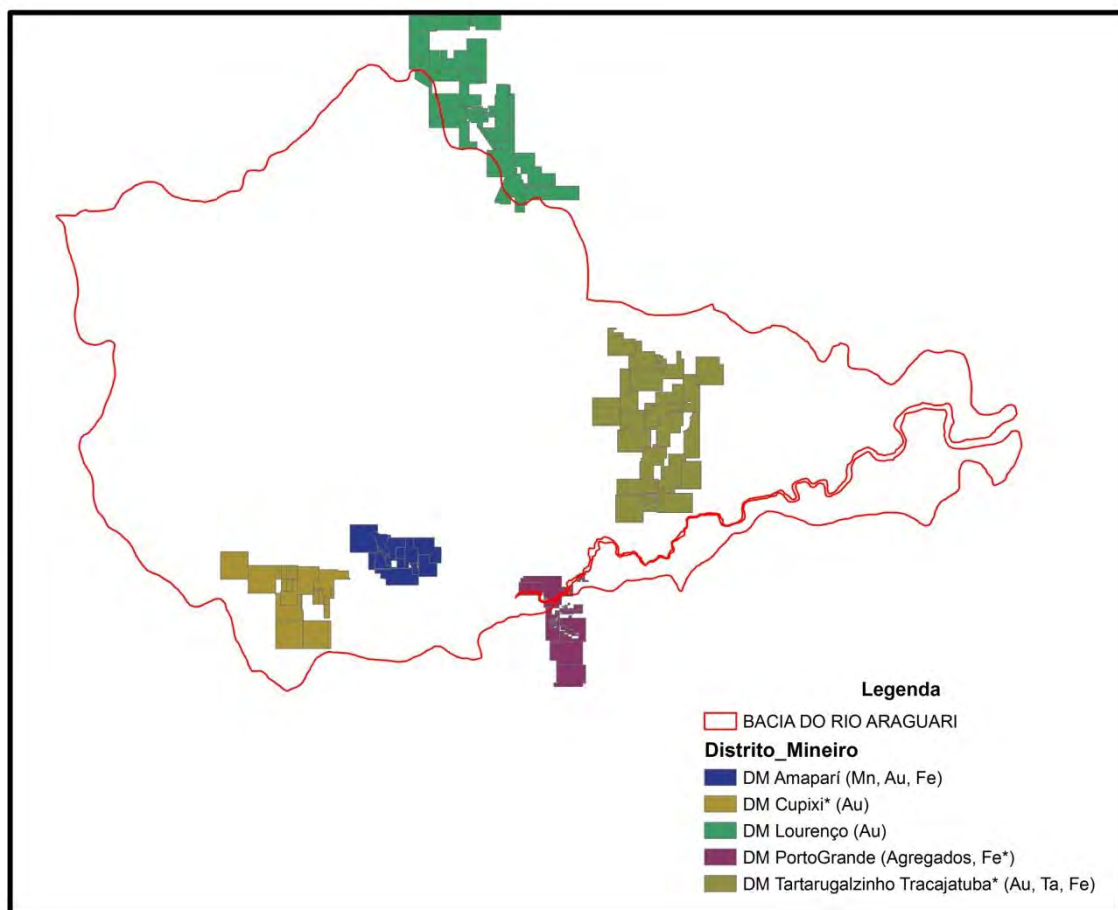 Legenda
BACIA DO RIO ARAGUARI
Distrito_Mineiro
DM Amaparí (Mn, Au, Fe)
DM Cupixi* (Au)
DM Lourenço (Au)
DM PortoGrande (Agregados, Fe*)
DM Tartarugalzinho Tracajatuba* (Au, Ta, Fe)